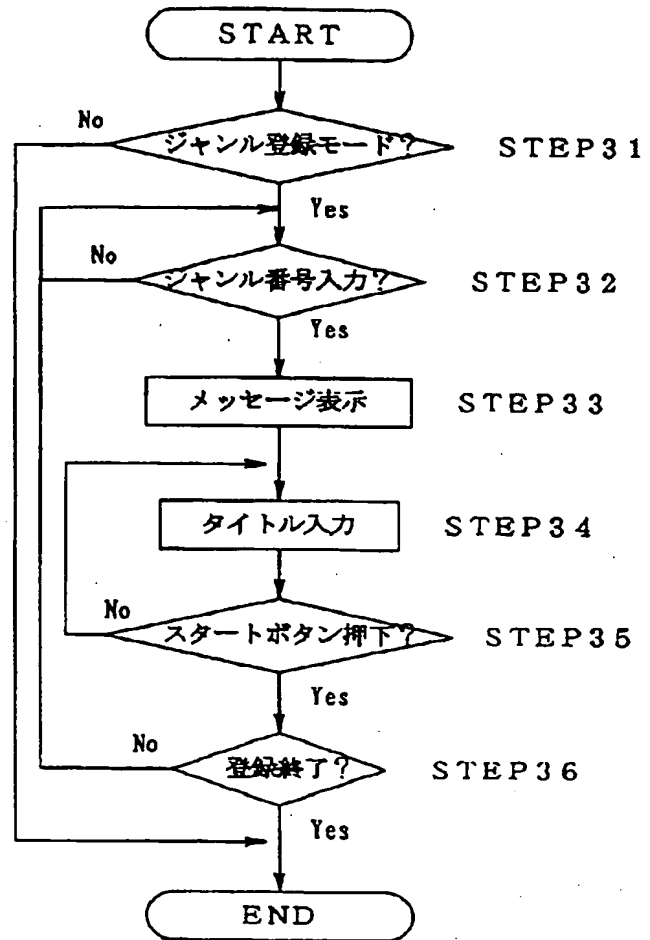 START
No
ジャンル登録モード?
STEP31
Yes
No
ジャンル番号入力?
STEP32
Yes
メッセージ表示
STEP33
タイトル入力
STEP34
No
スタートボタン押下?
STEP35
Yes
No
登録終了?
STEP36
Yes
END